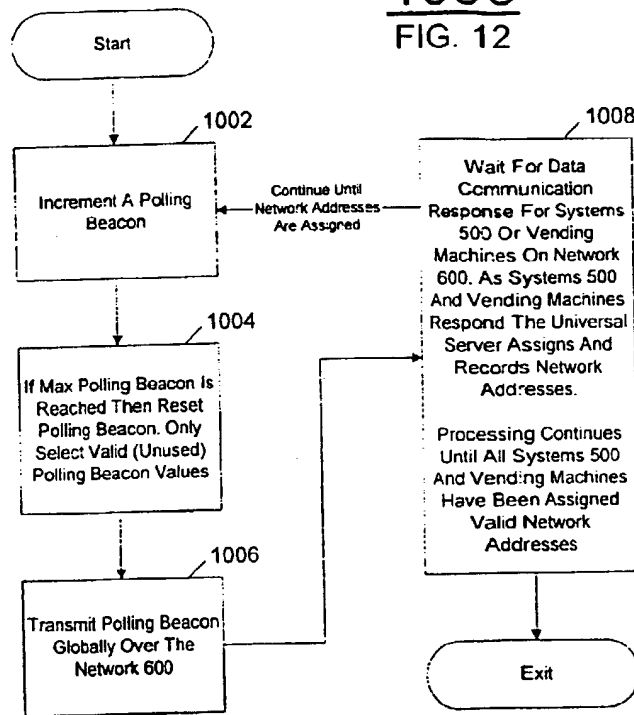 FIG. 12
Start
1002
Increment A Polling
Beacon
1004
If Max Polling Beacon Is
Reached Then Reset
Polling Beacon. Only
Select Valid (Unused)
Polling Beacon Values
1006
Transmit Polling Beacon
Globally Over The
Network 600
Continue Until
Network Addresses
Are Assigned
1008
Wait For Data
Communication
Response For Systems
500 Or Vending
Machines On Network
600. As Systems 500
And Vending Machines
Respond The Universal
Server Assigns And
Records Network
Addresses.
Processing Continues
Until All Systems 500
And Vending Machines
Have Been Assigned
Valid Network
Addresses
Exit